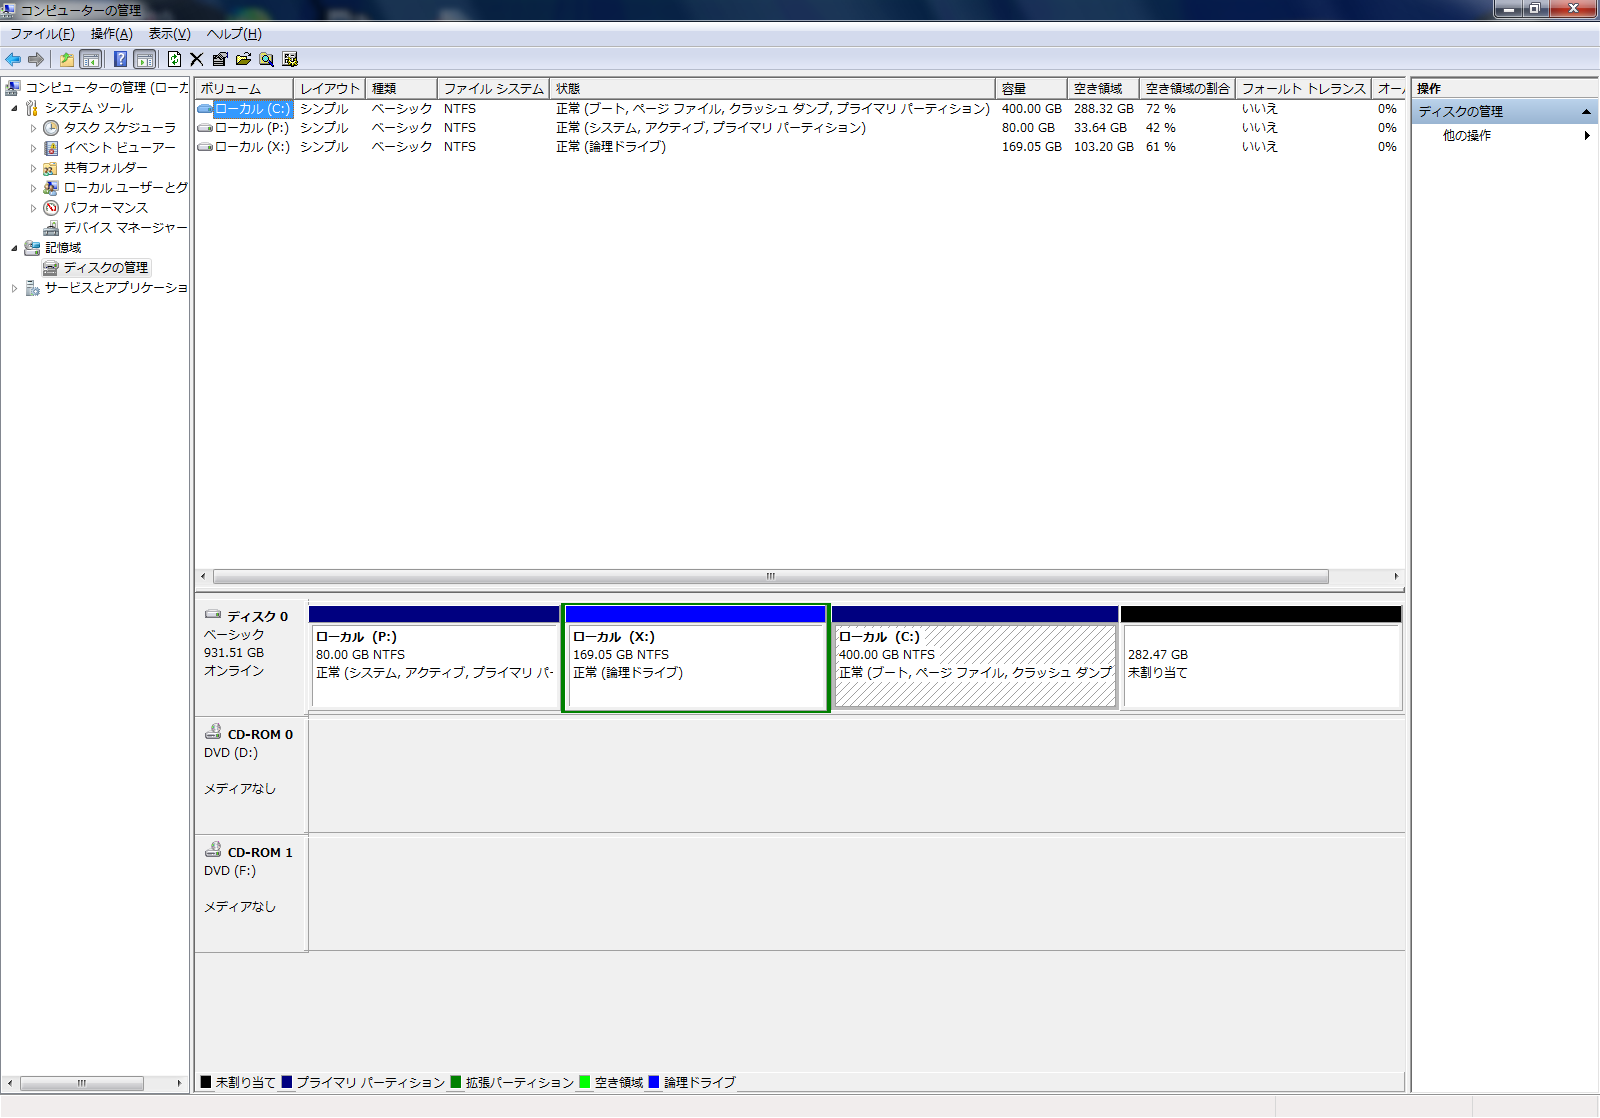 コンピューターの管理
ファイル(F) 操作(A) 表示(V) ヘルプ(H)
コンピューターの管理 (ローカ
システム ツール
タスク スケジューラ
イベント ビューアー
共有フォルダー
ローカル ユーザーとグ
パフォーマンス
デバイス マネージャー
記憶域
ディスクの管理
サービスとアプリケーショ
ボリューム レイアウト 種類 ファイル システム 状態 容量 空き領域 空き領域の割合 フォールト トレランス オー
ローカル (C:) シンプル ベーシック NTFS 正常 (ブート, ページ ファイル, クラッシュ ダンプ, プライマリ パーティション) 400.00 GB 288.32 GB 72 % いいえ 0%
ローカル (P:) シンプル ベーシック NTFS 正常 (システム, アクティブ, プライマリ パーティション) 80.00 GB 33.64 GB 42 % いいえ 0%
ローカル (X:) シンプル ベーシック NTFS 正常 (論理ドライブ) 169.05 GB 103.20 GB 61 % いいえ 0%
操作
ディスクの管理
他の操作
ディスク 0
ベーシック
931.51 GB
オンライン
ローカル (P:)
80.00 GB NTFS
正常 (システム, アクティブ, プライマリ パー
ローカル (X:)
169.05 GB NTFS
正常 (論理ドライブ)
ローカル (C:)
400.00 GB NTFS
正常 (ブート, ページ ファイル, クラッシュ ダンプ
282.47 GB
未割り当て
CD-ROM 0
DVD (D:)
メディアなし
CD-ROM 1
DVD (F:)
メディアなし
未割り当て プライマリ パーティション 拡張パーティション 空き領域 論理ドライブ